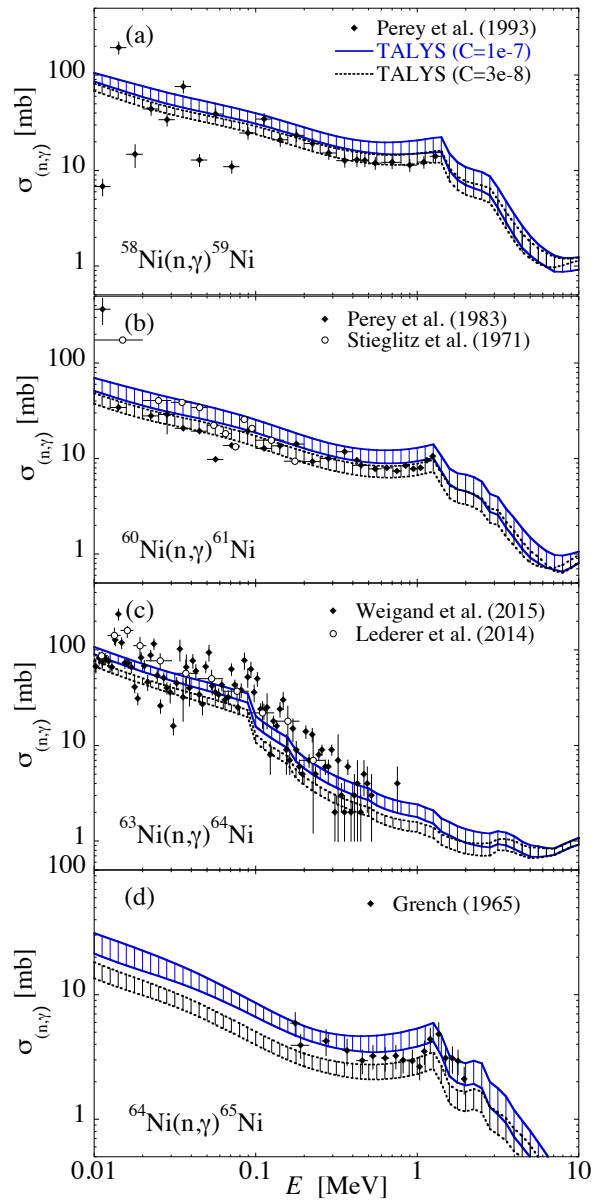 (a)
Perey et al. (1993)
TALYS (C=1e-7)
TALYS (C=3e-8)
100
10
1
σ(n,γ) [mb]
⁵⁸Ni(n,γ)⁵⁹Ni
(b)
Perey et al. (1983)
Stieglitz et al. (1971)
100
10
1
σ(n,γ) [mb]
⁶⁰Ni(n,γ)⁶¹Ni
(c)
Weigand et al. (2015)
Lederer et al. (2014)
100
10
1
σ(n,γ) [mb]
⁶³Ni(n,γ)⁶⁴Ni
(d)
Grench (1965)
100
10
1
σ(n,γ) [mb]
⁶⁴Ni(n,γ)⁶⁵Ni
0.01 0.1 1 10
E [MeV]